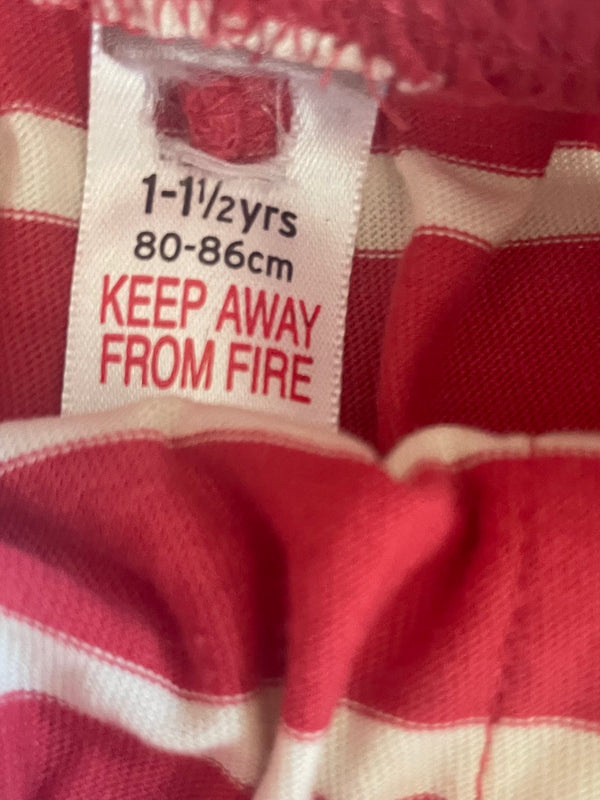 1-1½yrs
80-86cm
KEEP AWAY
FROM FIRE